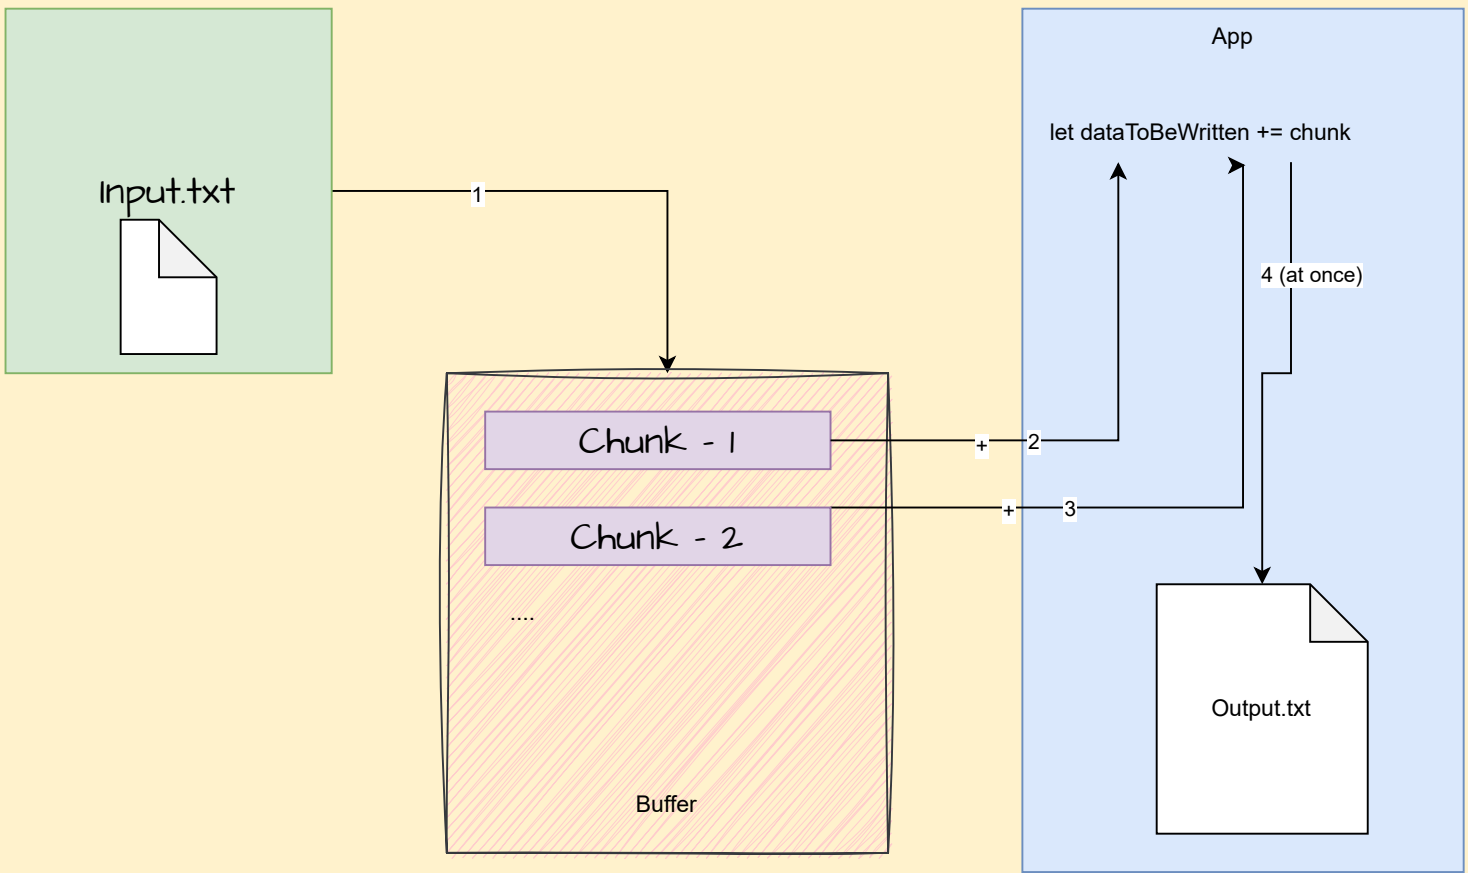 App
let dataToBeWritten += chunk
Input.txt
1
4 (at once)
Chunk - 1
+
2
Chunk - 2
+
3
....
Output.txt
Buffer